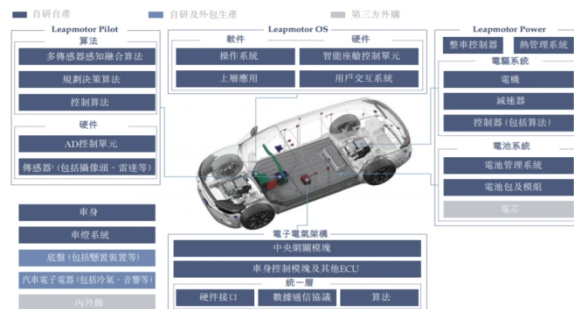 自研自產
自研及外包生產
第三方外購
Leapmotor Pilot
算法
多傳感器感知融合算法
規劃決策算法
控制算法
硬件
AD控制單元
傳感器¹(包括攝像頭、雷達等)
Leapmotor OS
軟件
操作系統
上層應用
硬件
智能座艙控制單元
用戶交互系統
Leapmotor Power
整車控制器
熱管理系統
電驅系統
電機
減速器
控制器(包括算法)
電池系統
電池管理系統
電池包及模組
電芯
車身
車燈系統
底盤(包括懸置裝置等)
汽車電子電器(包括冷氣、音響等)
內外飾
電子電氣架構
中央網關模塊
車身控制模塊及其他ECU
統一層
硬件接口
數據通信協議
算法